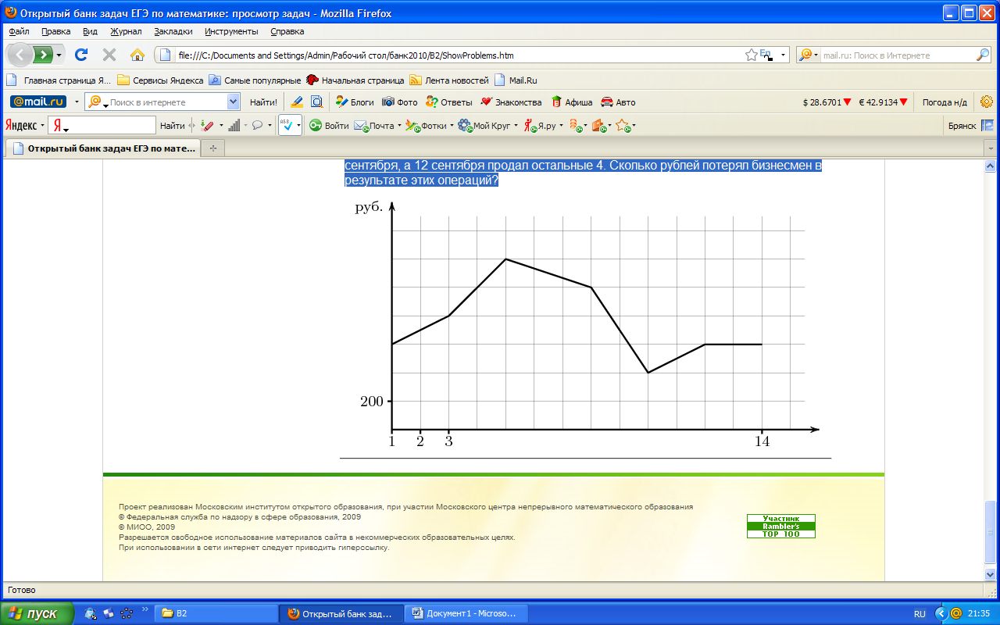 Открытый банк задач ЕГЭ по математике: просмотр задач - Mozilla Firefox
Файл Правка Вид Журнал Закладки Инструменты Справка
file:///C:/Documents and Settings/Admin/Рабочий стол/банк2010/B2/ShowProblems.htm En mail.ru: Поиск в Интернете
Главная страница Я... Сервисы Яндекса Самые популярные Начальная страница Лента новостей Mail.Ru
@mail.ru Поиск в интернете Найти! Блоги Фото Ответы Знакомства Афиша Авто $ 28.6701 € 42.9134 Погода н/д
Яндекс Я Найти Войти Почта Фотки Мой Круг Я.ру Брянск
Открытый банк задач ЕГЭ по мате...
сентября, а 12 сентября продал остальные 4. Сколько рублей потерял бизнесмен в
результате этих операций?
руб.
200
1 2 3 14
Проект реализован Московским институтом открытого образования, при участии Московского центра непрерывного математического образования
© Федеральная служба по надзору в сфере образования, 2009
© МИОО, 2009
Разрешается свободное использование материалов сайта в некоммерческих образовательных целях.
При использовании в сети интернет следует приводить гиперссылку.
Участник
Rambler's
TOP 100
Готово
пуск B2 Открытый банк зад... Документ1 - Microso... RU 21:35